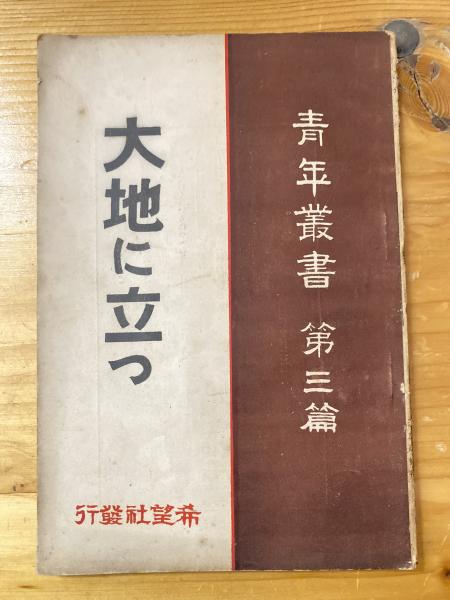 青年叢書 第三篇
大地に立つ
希望社發行